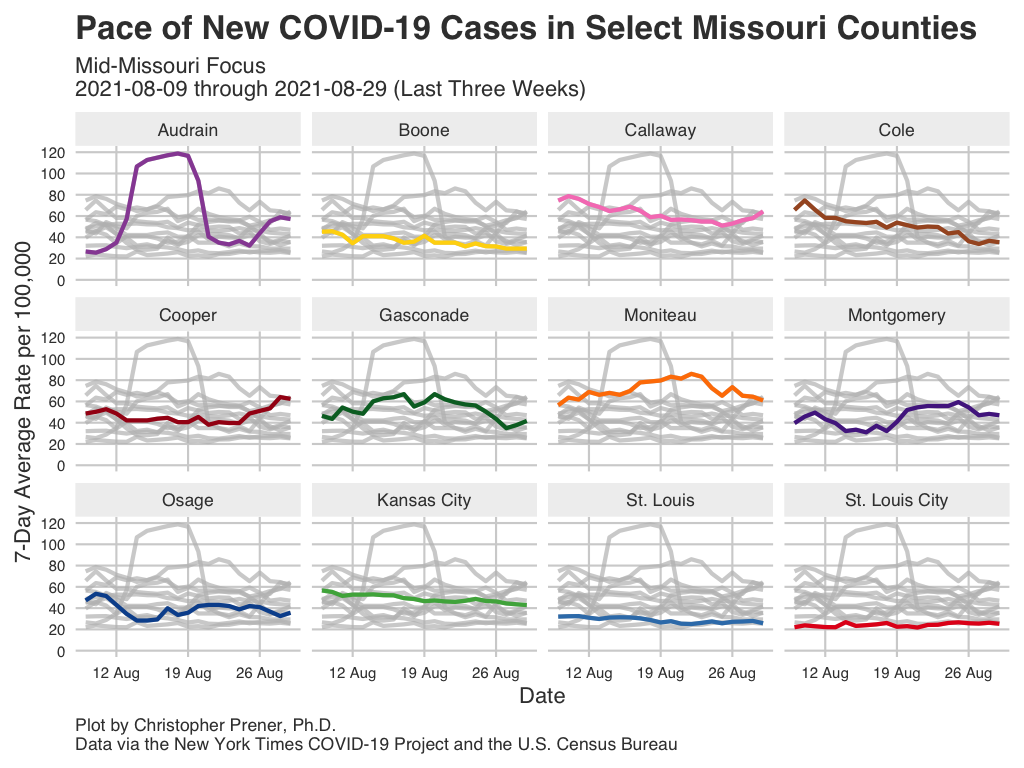 Pace of New COVID-19 Cases in Select Missouri Counties
Mid-Missouri Focus
2021-08-09 through 2021-08-29 (Last Three Weeks)
7-Day Average Rate per 100,000
Audrain Boone Callaway Cole
120
100
80
60
40
20
0
Cooper Gasconade Moniteau Montgomery
120
100
80
60
40
20
0
Osage Kansas City St. Louis St. Louis City
120
100
80
60
40
20
0
12 Aug 19 Aug 26 Aug 12 Aug 19 Aug 26 Aug 12 Aug 19 Aug 26 Aug 12 Aug 19 Aug 26 Aug
Date
Plot by Christopher Prener, Ph.D.
Data via the New York Times COVID-19 Project and the U.S. Census Bureau